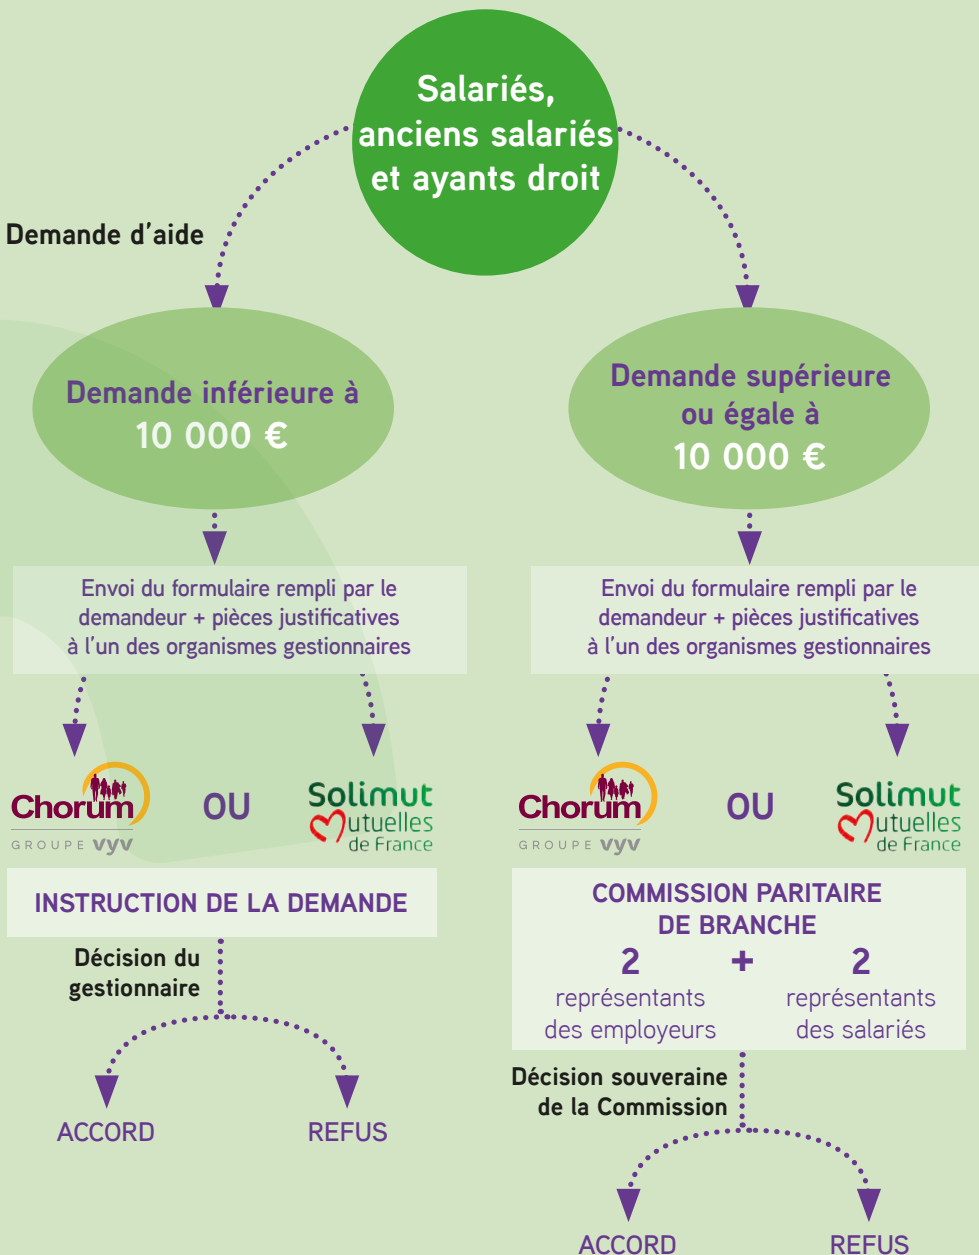 Salariés,
anciens salariés
et ayants droit
Demande d'aide
Demande inférieure à
10 000 €
Envoi du formulaire rempli par le
demandeur + pièces justificatives
à l'un des organismes gestionnaires
Chorum
GROUPE vyv
OU
Solimut
Mutuelles
de France
INSTRUCTION DE LA DEMANDE
Décision du
gestionnaire
ACCORD
REFUS
Demande supérieure
ou égale à
10 000 €
Envoi du formulaire rempli par le
demandeur + pièces justificatives
à l'un des organismes gestionnaires
Chorum
GROUPE vyv
OU
Solimut
Mutuelles
de France
COMMISSION PARITAIRE
DE BRANCHE
2 + 2
représentants
des employeurs
représentants
des salariés
Décision souveraine
de la Commission
ACCORD
REFUS